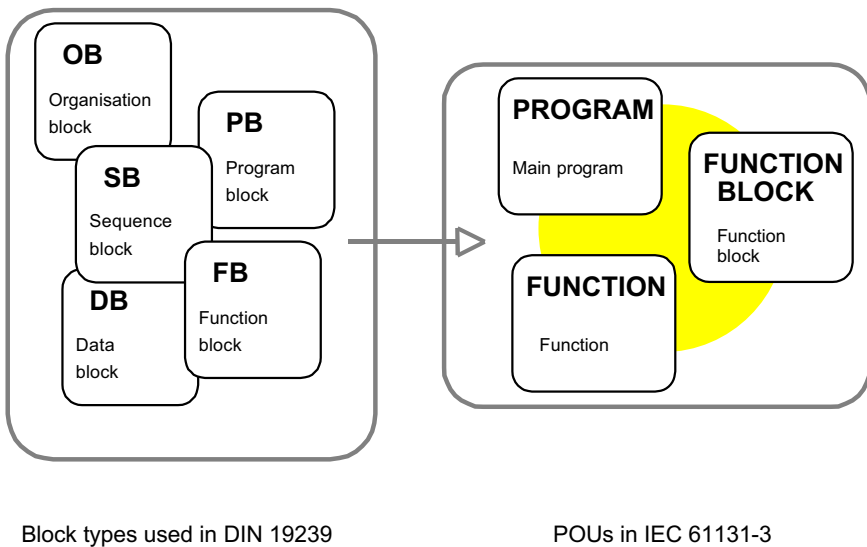 OB
Organisation
block
PB
Program
block
SB
Sequence
block
FB
Function
block
DB
Data
block
PROGRAM
Main program
FUNCTION
BLOCK
Function
block
FUNCTION
Function
Block types used in DIN 19239
POUs in IEC 61131-3